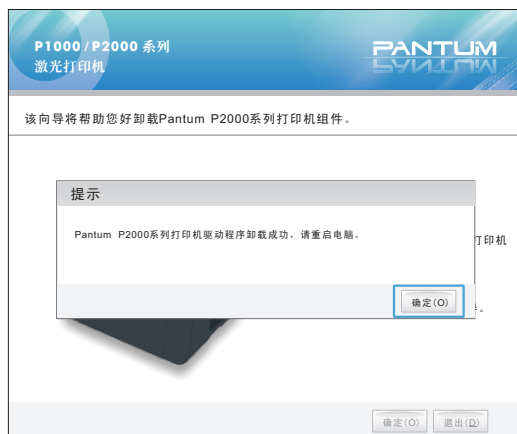 P1000 / P2000 系列
激光打印机
PANTUM
该向导将帮助您好卸载Pantum P2000系列打印机组件。
提示
Pantum P2000系列打印机驱动程序卸载成功，请重启电脑。
打印机
确定(O)
。
确定(O) 退出(D)